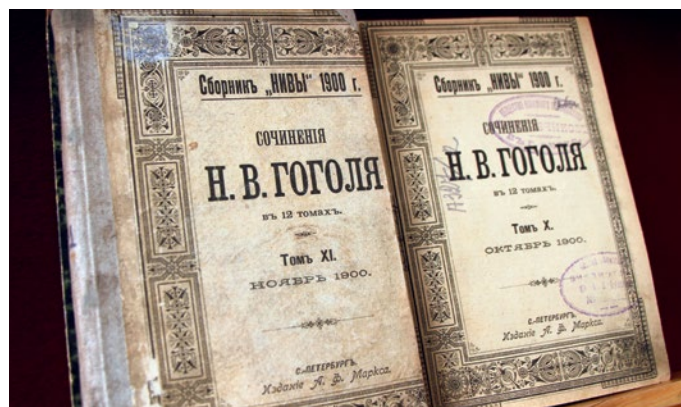 Сборникъ „НИВЫ“ 1900 г.
СОЧИНЕНІЯ
Н. В. ГОГОЛЯ
въ 12 томахъ.
Томъ XI.
НОЯБРЬ 1900.
С.-ПЕТЕРБУРГЪ.
Изданіе А. Ф. Маркса.
Сборникъ „НИВЫ“ 1900 г.
СОЧИНЕНІЯ
Н. В. ГОГОЛЯ
въ 12 томахъ.
Томъ X.
ОКТЯБРЬ 1900.
С.-ПЕТЕРБУРГЪ.
Изданіе А. Ф. Маркса.